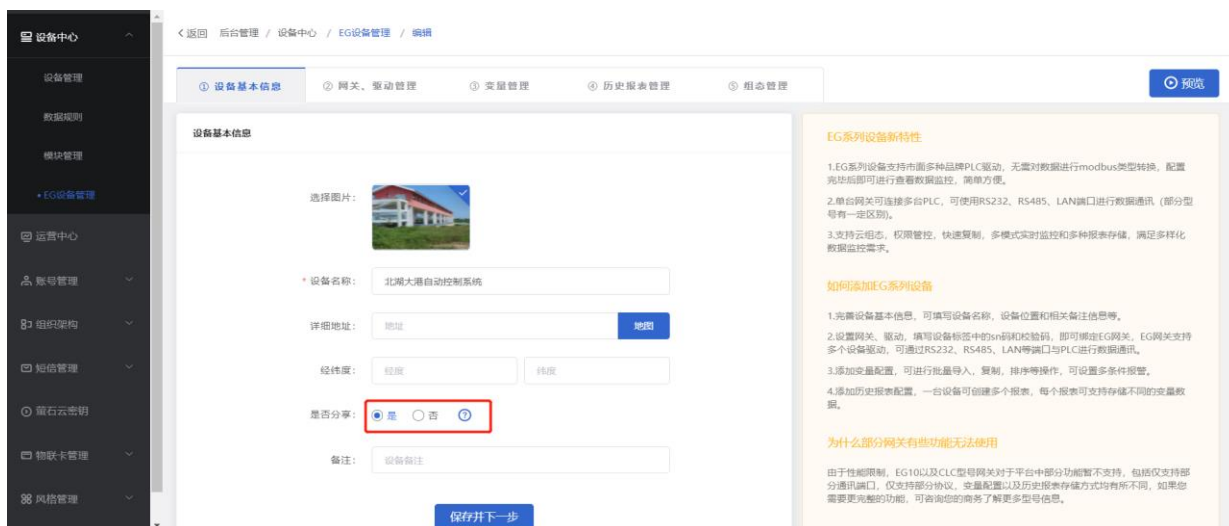 设备中心
设备管理
数据规则
模块管理
• EG设备管理
运营中心
账号管理
组织架构
短信管理
萤石云密钥
物联卡管理
风格管理
く返回 后台管理 / 设备中心 / EG设备管理 / 编辑
① 设备基本信息 ② 网关、驱动管理 ③ 变量管理 ④ 历史报表管理 ⑤ 组态管理
预览
设备基本信息
选择图片：
* 设备名称： 北湖大港自动控制系统
详细地址： 地址 地图
经纬度： 经度 纬度
是否分享： 是 否 ?
备注： 设备备注
保存并下一步
EG系列设备新特性
1.EG系列设备支持市面多种品牌PLC驱动，无需对数据进行modbus类型转换，配置
完毕后即可进行查看数据监控，简单方便。
2.单台网关可连接多台PLC，可使用RS232、RS485、LAN端口进行数据通讯（部分型
号有一定区别)。
3.支持云组态，权限管控，快速复制，多模式实时监控和多种报表存储，满足多样化
数据监控需求。
如何添加EG系列设备
1.完善设备基本信息，可填写设备名称，设备位置和相关备注信息等。
2.设置网关、驱动，填写设备标签中的sn码和校验码，即可绑定EG网关，EG网关支持
多个设备驱动，可通过RS232、RS485、LAN等端口与PLC进行数据通讯。
3.添加变量配置，可进行批量导入，复制，排序等操作，可设置多条件报警。
4.添加历史报表配置，一台设备可创建多个报表，每个报表可支持存储不同的变量数
据。
为什么部分网关有些功能无法使用
由于性能限制，EG10以及CLC型号网关对于平台中部分功能暂不支持，包括仅支持部
分通讯端口，仅支持部分协议，变量配置以及历史报表存储方式均有所不同，如果您
需要更完整的功能，可咨询您的商务了解更多型号信息。